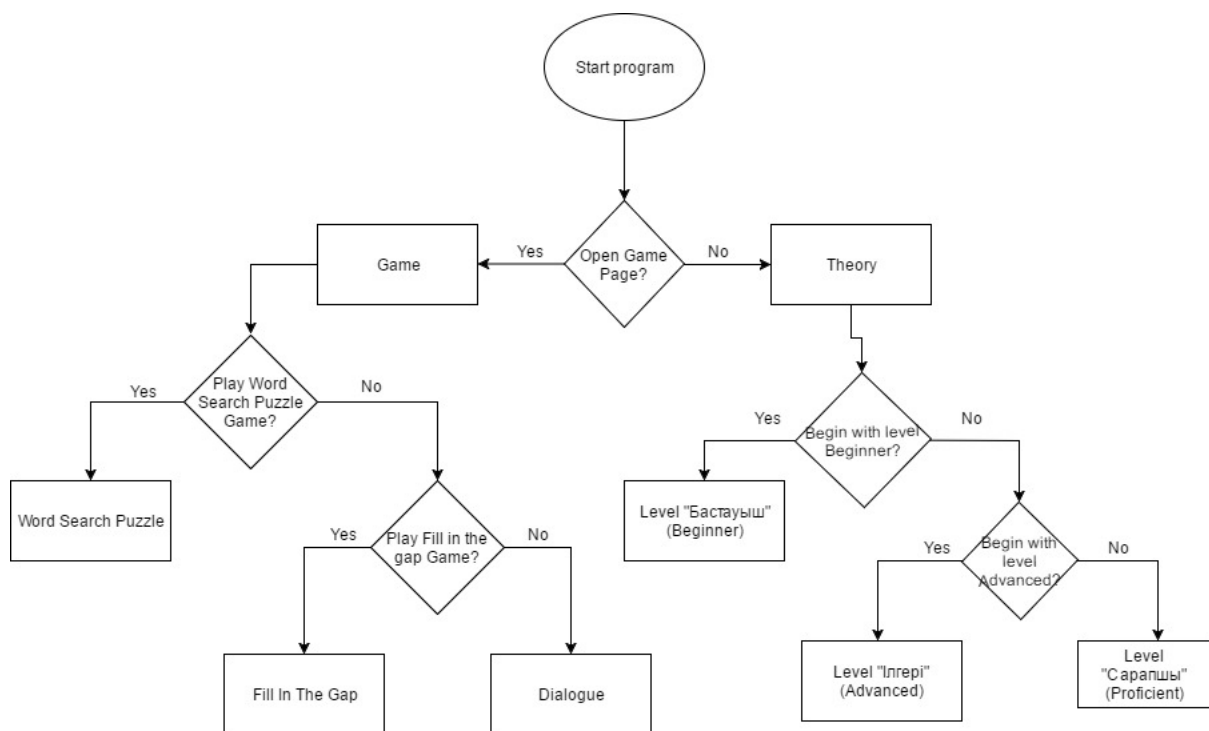 Start program
Yes
Open Game
Page?
No
Game
Theory
Yes
Play Word
Search Puzzle
Game?
No
Yes
Begin with level
Beginner?
No
Word Search Puzzle
Yes
Play Fill in the
gap Game?
No
Level "Бастауыш"
(Beginner)
Yes
Begin with
level
Advanced?
No
Fill In The Gap
Dialogue
Level "Ілгері"
(Advanced)
Level
"Сарапшы"
(Proficient)